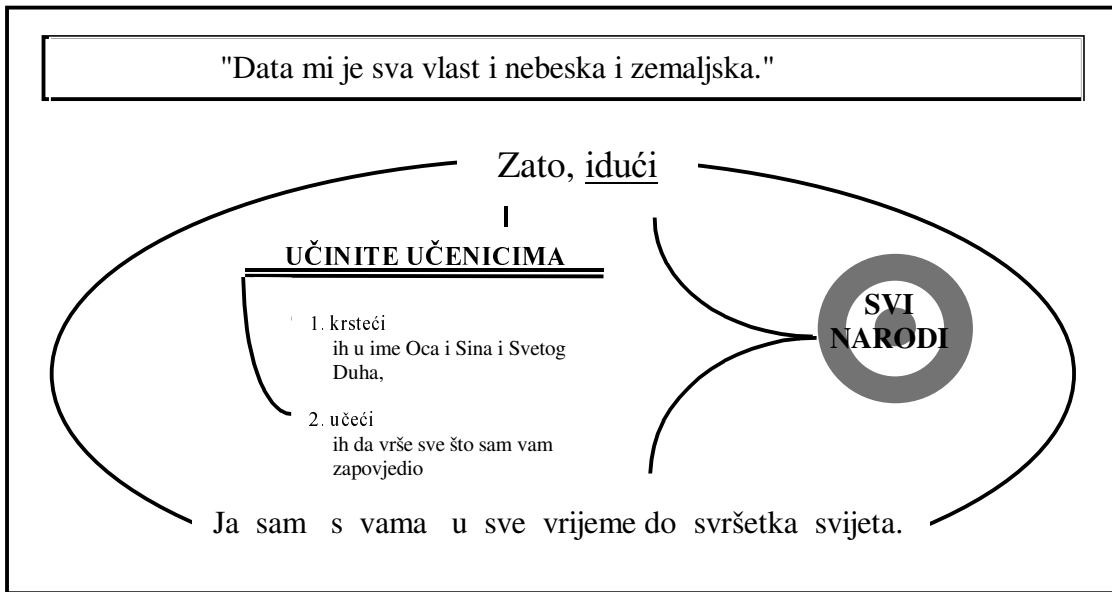 "Data mi je sva vlast i nebeska i zemaljska."
Zato, idući
UČINITE UČENICIMA
1. krsteći
ih u ime Oca i Sina i Svetog
Duha,
2. učeći
ih da vrše sve što sam vam
zapovjedio
SVI
NARODI
Ja sam s vama u sve vrijeme do svršetka svijeta.